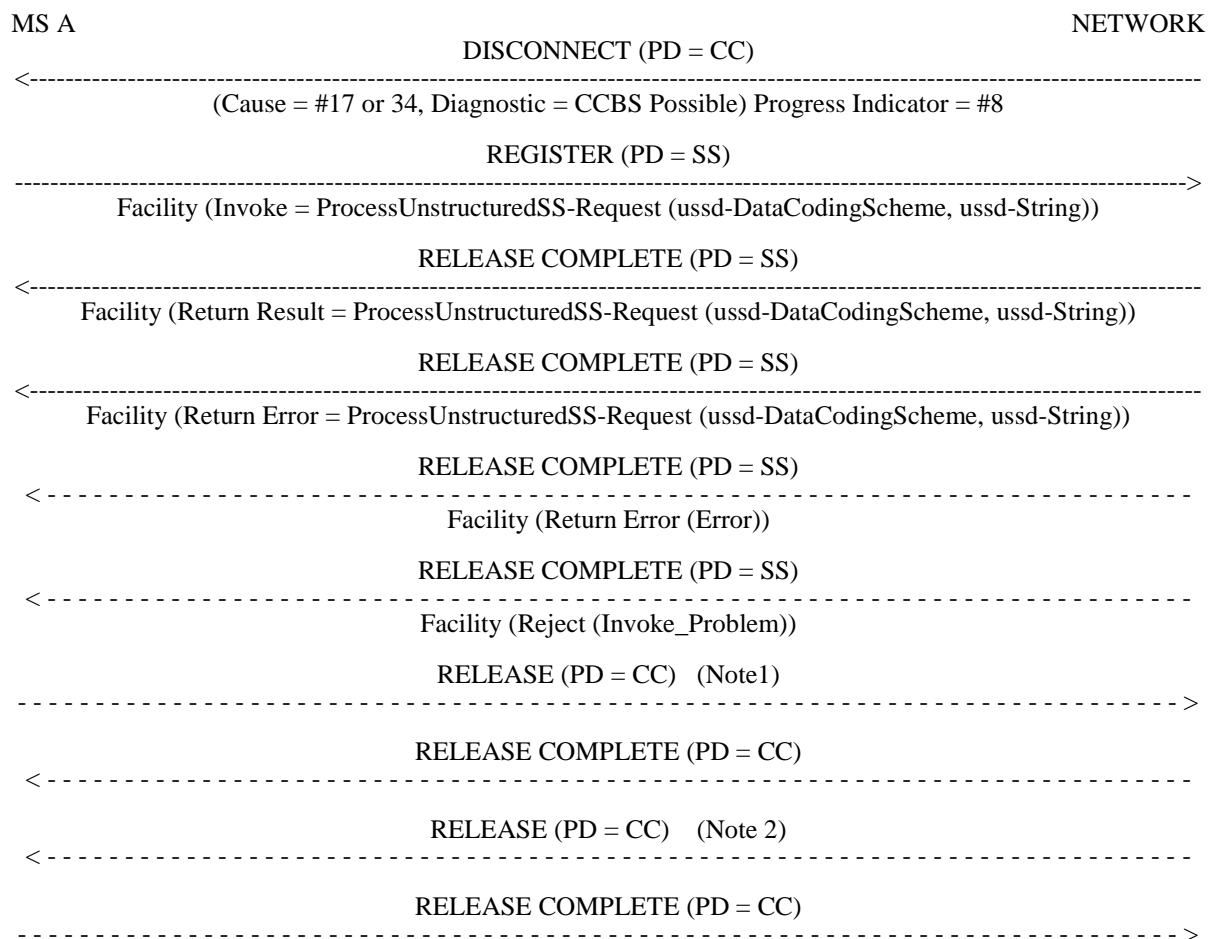 MS A NETWORK
DISCONNECT (PD = CC)
(Cause = #17 or 34, Diagnostic = CCBS Possible) Progress Indicator = #8
REGISTER (PD = SS)
Facility (Invoke = ProcessUnstructuredSS-Request (ussd-DataCodingScheme, ussd-String))
RELEASE COMPLETE (PD = SS)
Facility (Return Result = ProcessUnstructuredSS-Request (ussd-DataCodingScheme, ussd-String))
RELEASE COMPLETE (PD = SS)
Facility (Return Error = ProcessUnstructuredSS-Request (ussd-DataCodingScheme, ussd-String))
RELEASE COMPLETE (PD = SS)
Facility (Return Error (Error))
RELEASE COMPLETE (PD = SS)
Facility (Reject (Invoke_Problem))
RELEASE (PD = CC) (Note1)
RELEASE COMPLETE (PD = CC)
RELEASE (PD = CC) (Note 2)
RELEASE COMPLETE (PD = CC)